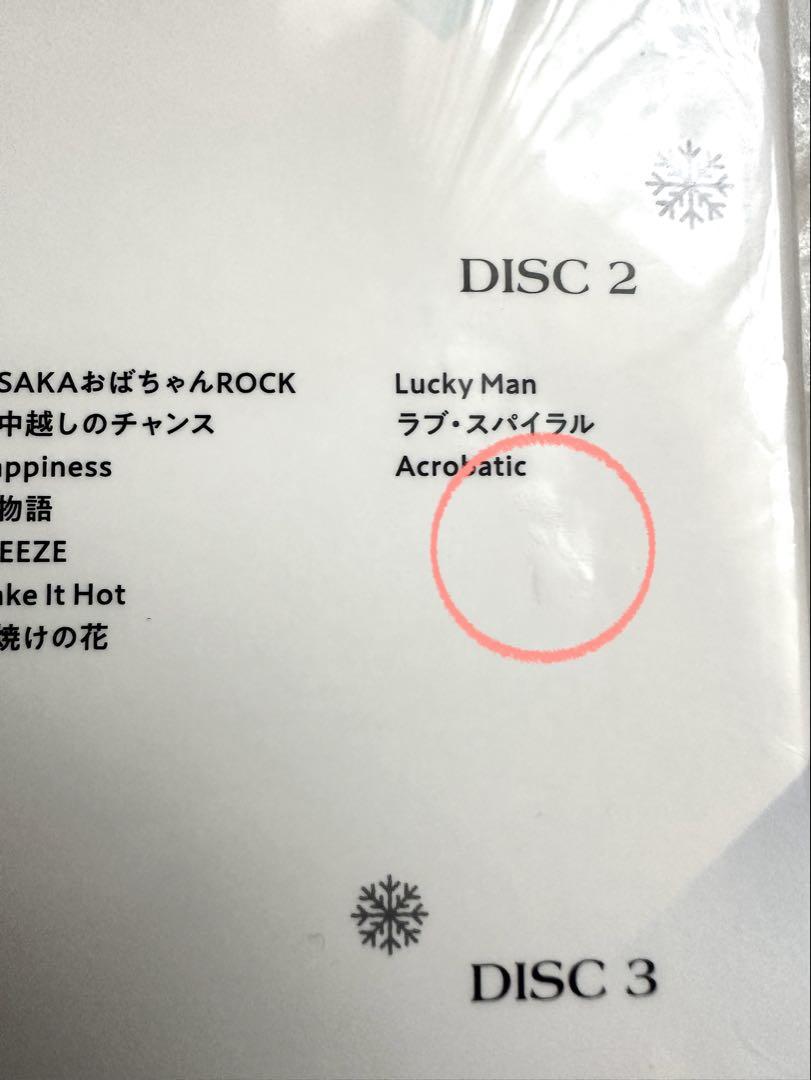 DISC 2
SAKAおばちゃんROCK
中越しのチャンス
appiness
物語
EEZE
ake It Hot
焼けの花
Lucky Man
ラブ・スパイラル
Acrobatic
DISC 3